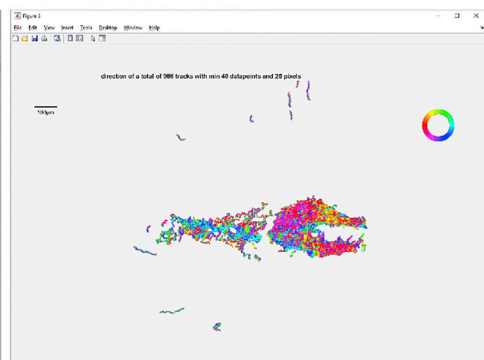 Figure 3
File Edit View Insert Tools Desktop Window Help
direction of a total of 986 tracks with min 40 datapoints and 20 pixels
100µm